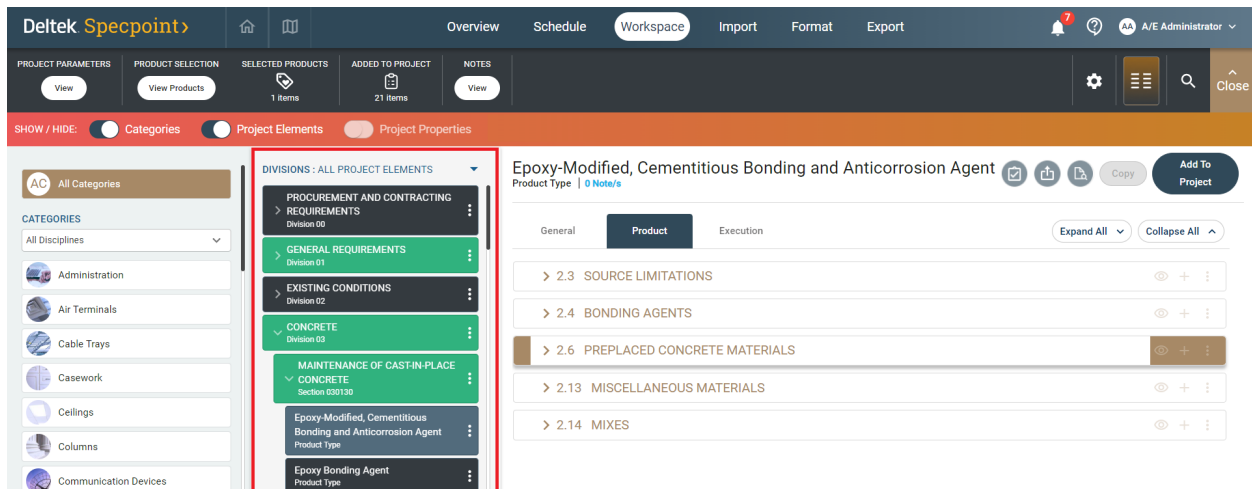 Deltek. Specpoint>
Overview Schedule Workspace Import Format Export
7
AA A/E Administrator
PROJECT PARAMETERS
View
PRODUCT SELECTION
View Products
SELECTED PRODUCTS
1 items
ADDED TO PROJECT
21 items
NOTES
View
Close
SHOW / HIDE: Categories Project Elements Project Properties
AC All Categories
CATEGORIES
All Disciplines
Administration
Air Terminals
Cable Trays
Casework
Ceilings
Columns
Communication Devices
DIVISIONS : ALL PROJECT ELEMENTS
PROCUREMENT AND CONTRACTING
REQUIREMENTS
Division 00
GENERAL REQUIREMENTS
Division 01
EXISTING CONDITIONS
Division 02
CONCRETE
Division 03
MAINTENANCE OF CAST-IN-PLACE
CONCRETE
Section 030130
Epoxy-Modified, Cementitious
Bonding and Anticorrosion Agent
Product Type
Epoxy Bonding Agent
Product Type
Epoxy-Modified, Cementitious Bonding and Anticorrosion Agent
Product Type | 0 Note/s
Copy
Add To
Project
General Product Execution
Expand All Collapse All
2.3 SOURCE LIMITATIONS
2.4 BONDING AGENTS
2.6 PREPLACED CONCRETE MATERIALS
2.13 MISCELLANEOUS MATERIALS
2.14 MIXES